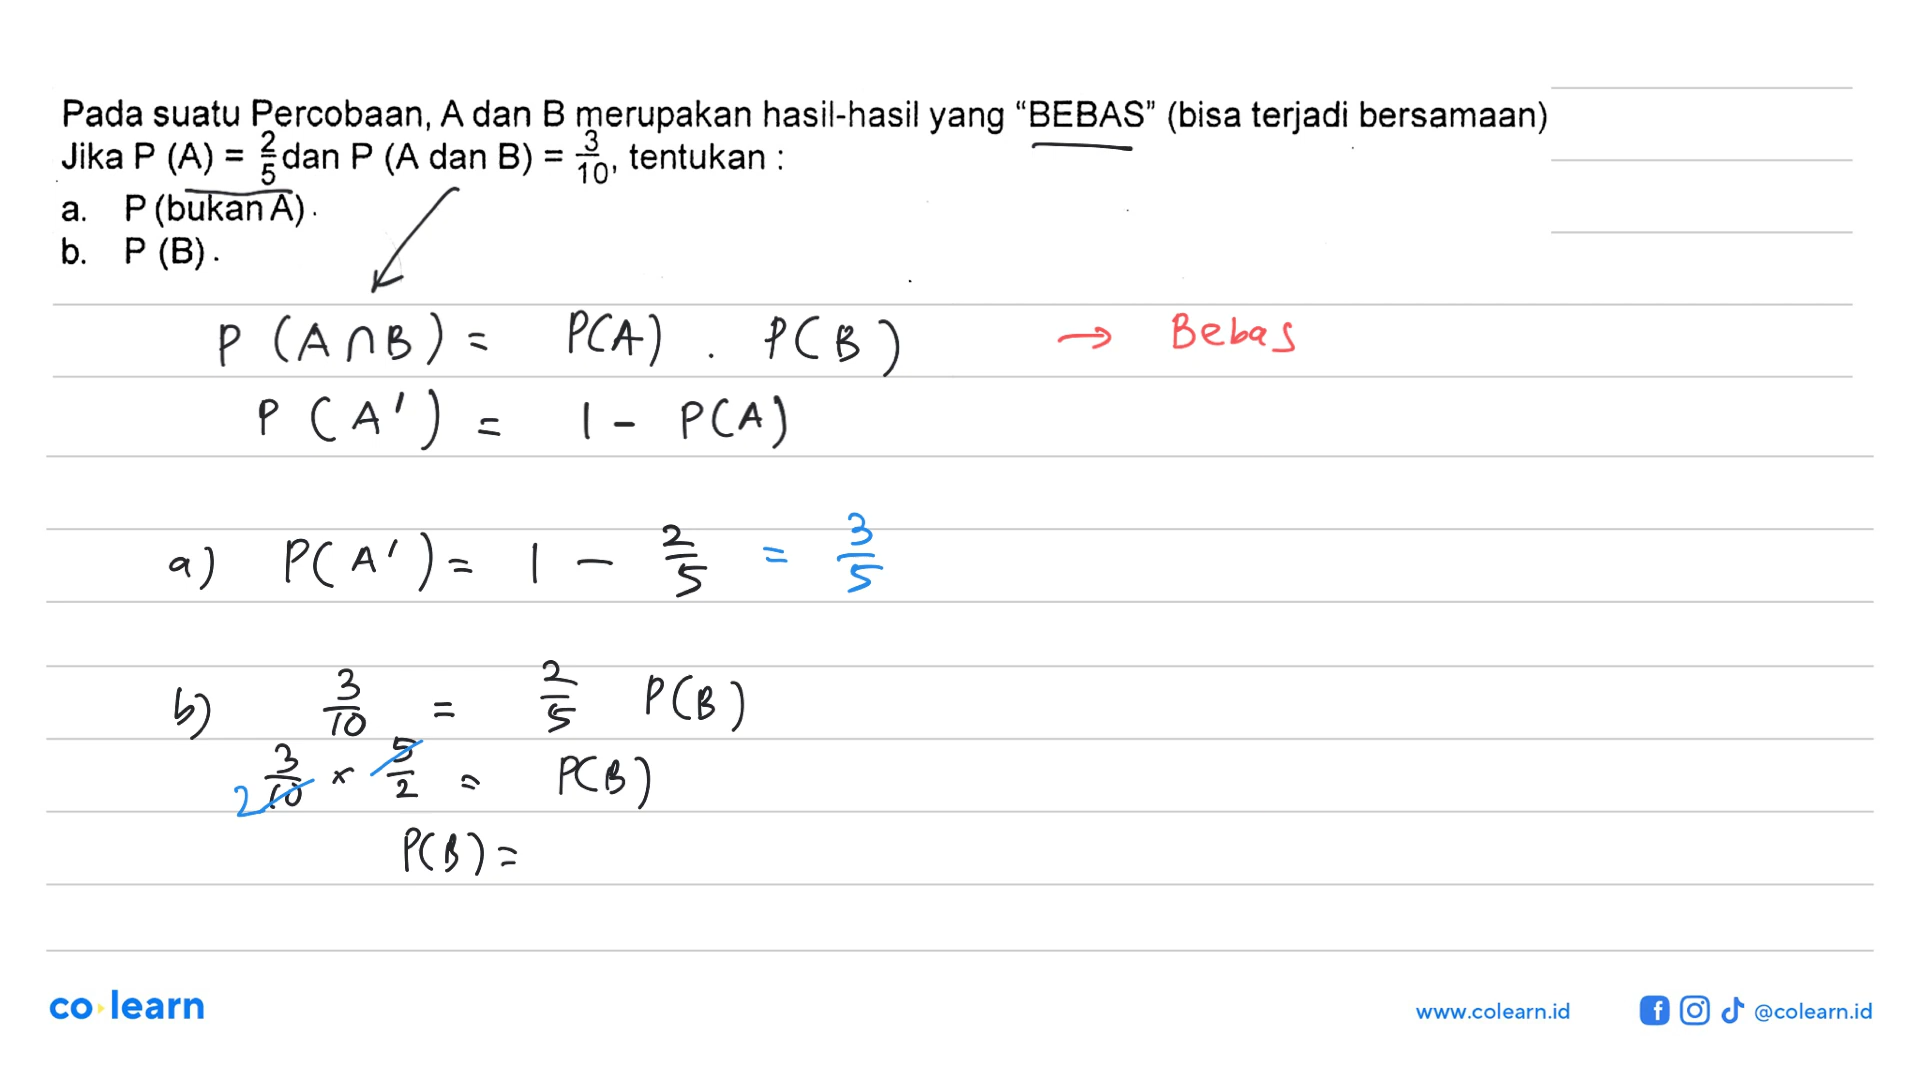 Pada suatu Percobaan, A dan B merupakan hasil-hasil yang “BEBAS” (bisa terjadi bersamaan)
Jika P (A) = 2/5 dan P (A dan B) = 3/10, tentukan :
a. P (bukan A).
b. P (B).
P (A ∩ B) = P(A) . P(B) → Bebas
P (A') = 1 - P(A)
a) P(A') = 1 - 2/5 = 3/5
b) 3/10 = 2/5 P(B)
2 3/10 × 5/2 = P(B)
P(B) =
co learn
www.colearn.id
@colearn.id